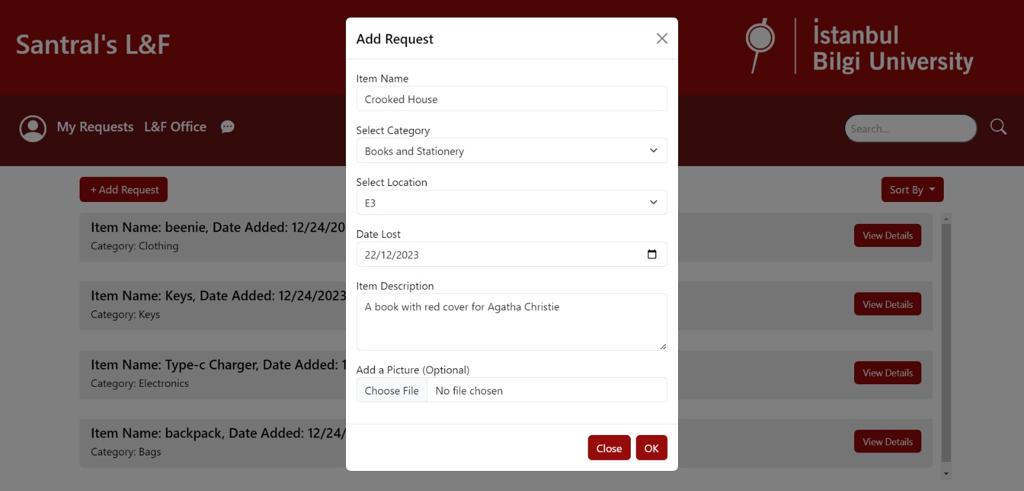 Santral's L&F
İstanbul
Bilgi University
My Requests L&F Office
Search...
+ Add Request
Sort By
Item Name: beenie, Date Added: 12/24/20
Category: Clothing
View Details
Item Name: Keys, Date Added: 12/24/2023
Category: Keys
View Details
Item Name: Type-c Charger, Date Added: 1
Category: Electronics
View Details
Item Name: backpack, Date Added: 12/24/
Category: Bags
View Details
Add Request
Item Name
Crooked House
Select Category
Books and Stationery
Select Location
E3
Date Lost
22/12/2023
Item Description
A book with red cover for Agatha Christie
Add a Picture (Optional)
Choose File No file chosen
Close OK